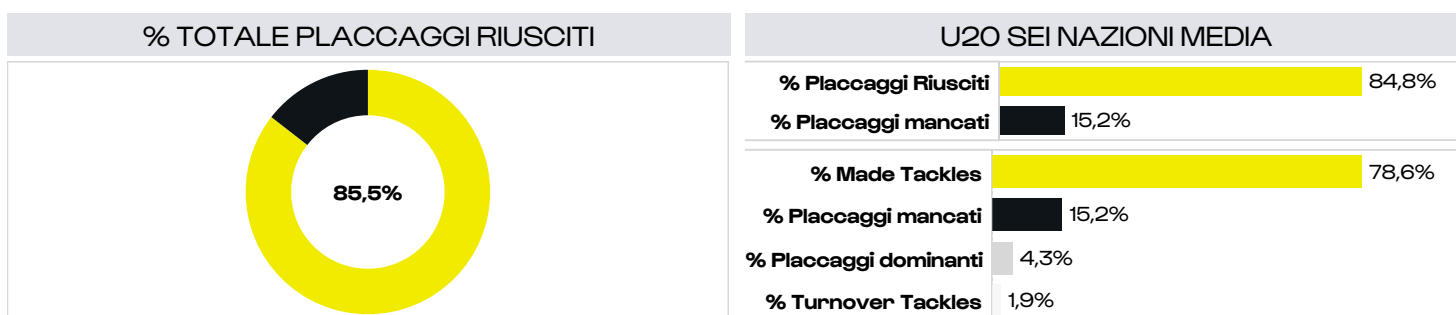 % TOTALE PLACCAGGI RIUSCITI
85,5%
U20 SEI NAZIONI MEDIA
% Placcaggi Riusciti 84,8%
% Placcaggi mancati 15,2%
% Made Tackles 78,6%
% Placcaggi mancati 15,2%
% Placcaggi dominanti 4,3%
% Turnover Tackles 1,9%